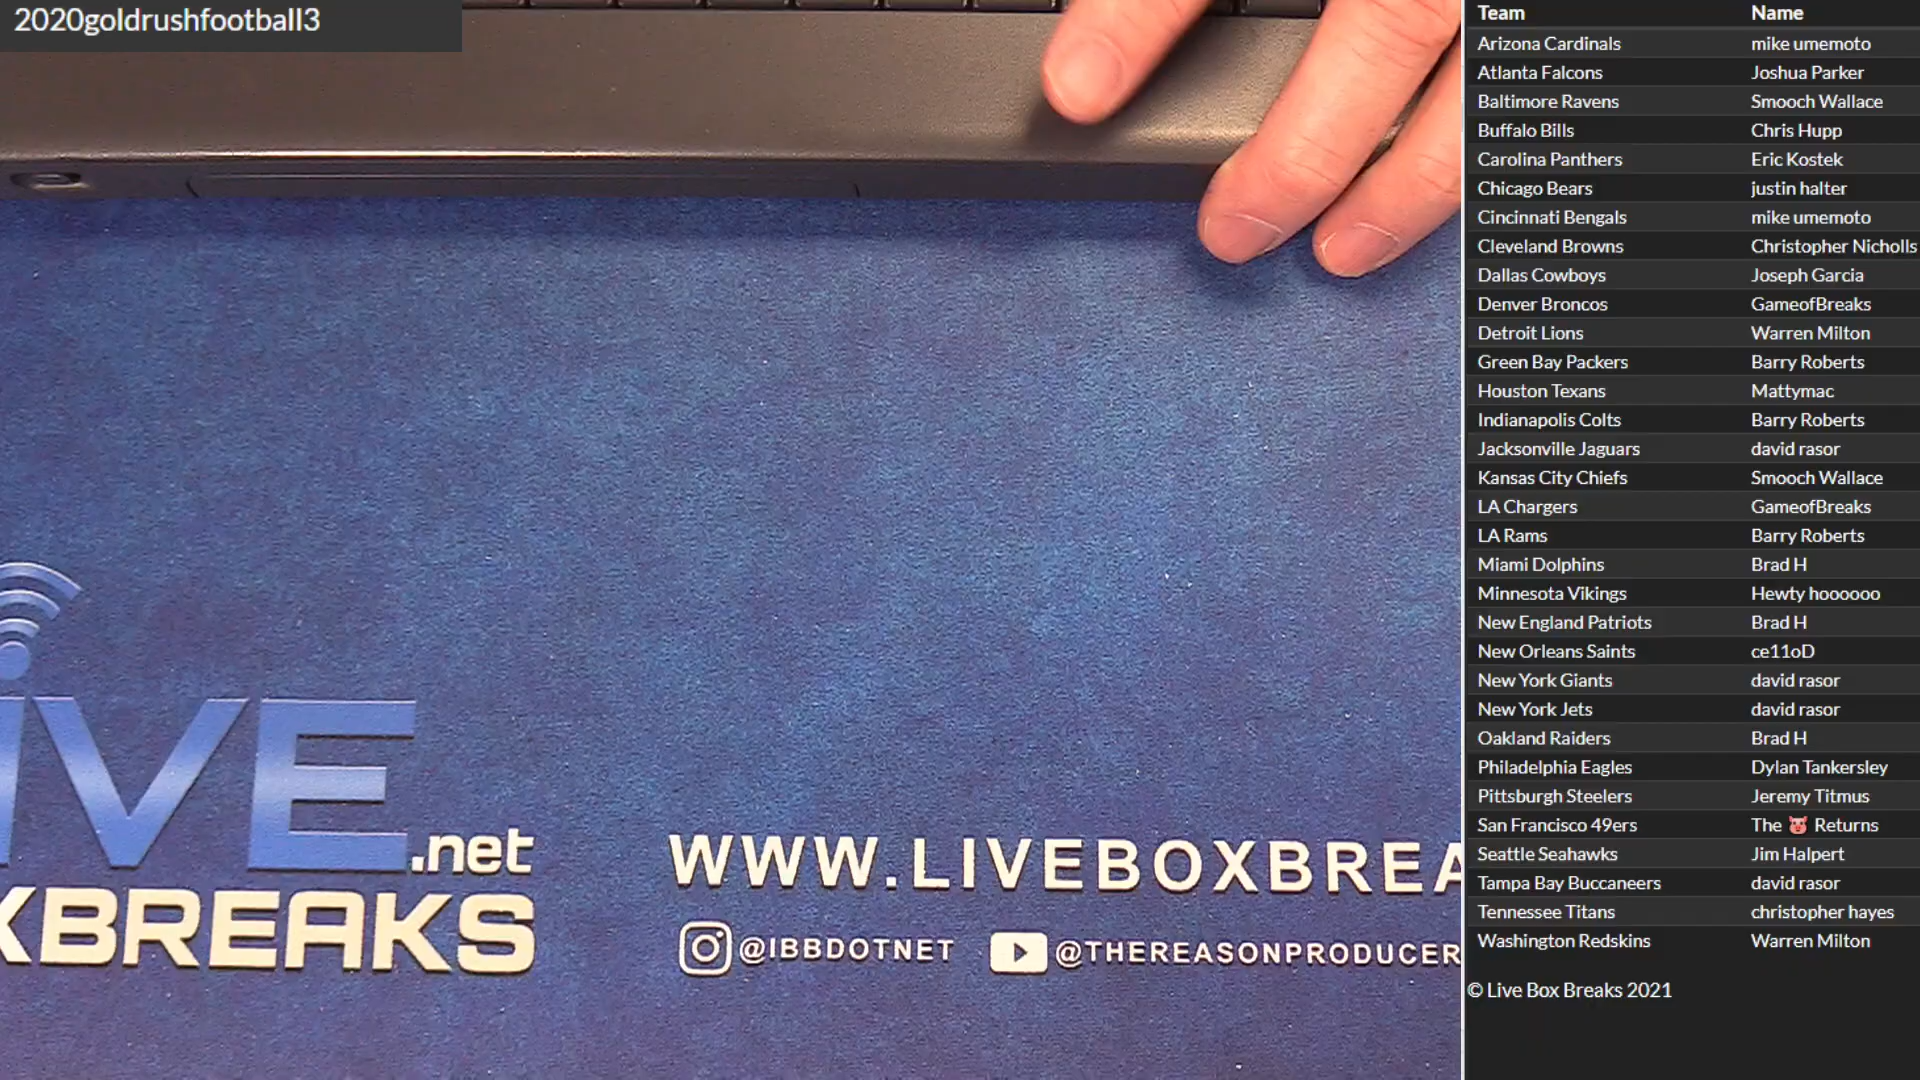 2020goldrushfootball3
Team Name
Arizona Cardinals mike umemoto
Atlanta Falcons Joshua Parker
Baltimore Ravens Smooch Wallace
Buffalo Bills Chris Hupp
Carolina Panthers Eric Kostek
Chicago Bears justin halter
Cincinnati Bengals mike umemoto
Cleveland Browns Christopher Nicholls
Dallas Cowboys Joseph Garcia
Denver Broncos GameofBreaks
Detroit Lions Warren Milton
Green Bay Packers Barry Roberts
Houston Texans Mattymac
Indianapolis Colts Barry Roberts
Jacksonville Jaguars david rasor
Kansas City Chiefs Smooch Wallace
LA Chargers GameofBreaks
LA Rams Barry Roberts
Miami Dolphins Brad H
Minnesota Vikings Hewty hoooooo
New England Patriots Brad H
New Orleans Saints ce11oD
New York Giants david rasor
New York Jets david rasor
Oakland Raiders Brad H
Philadelphia Eagles Dylan Tankersley
Pittsburgh Steelers Jeremy Titmus
San Francisco 49ers The 🐷 Returns
Seattle Seahawks Jim Halpert
Tampa Bay Buccaneers david rasor
Tennessee Titans christopher hayes
Washington Redskins Warren Milton
© Live Box Breaks 2021
IVE.net
XBREAKS
WWW.LIVEBOXBREA
@IBBDOTNET @THEREASONPRODUCER